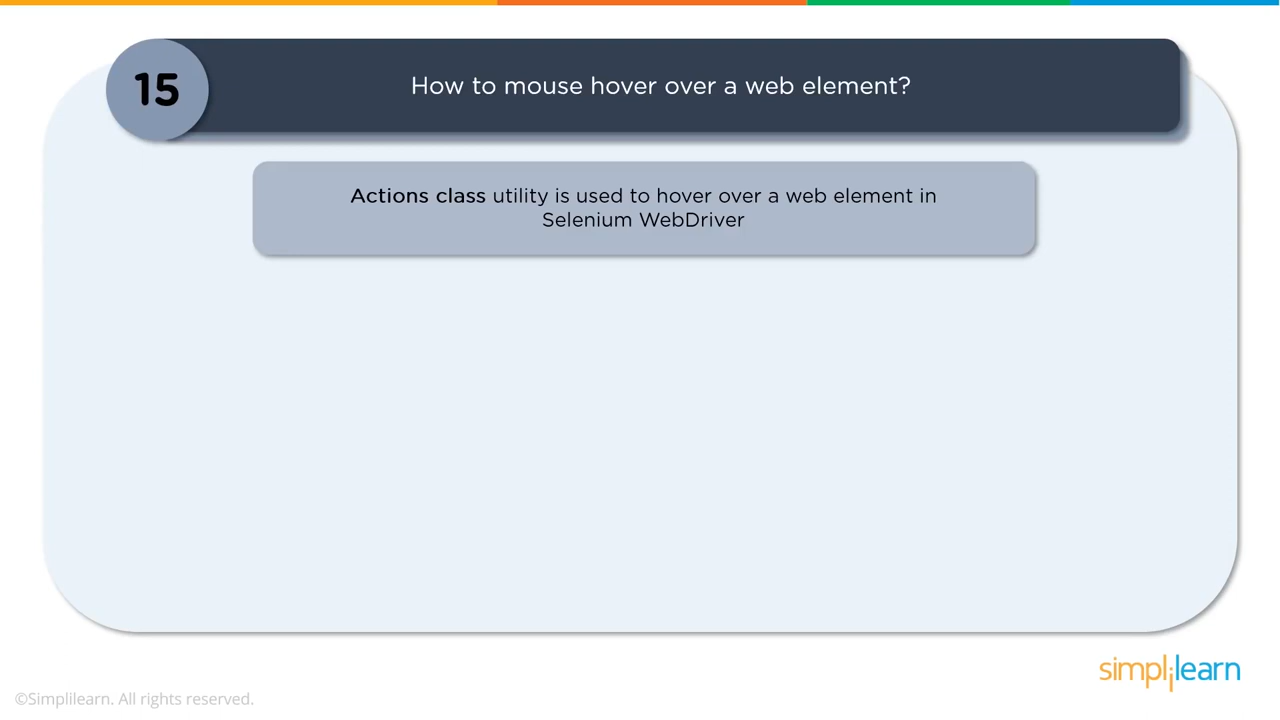 15
How to mouse hover over a web element?
Actions class utility is used to hover over a web element in
Selenium WebDriver
simplilearn
©Simplilearn. All rights reserved.